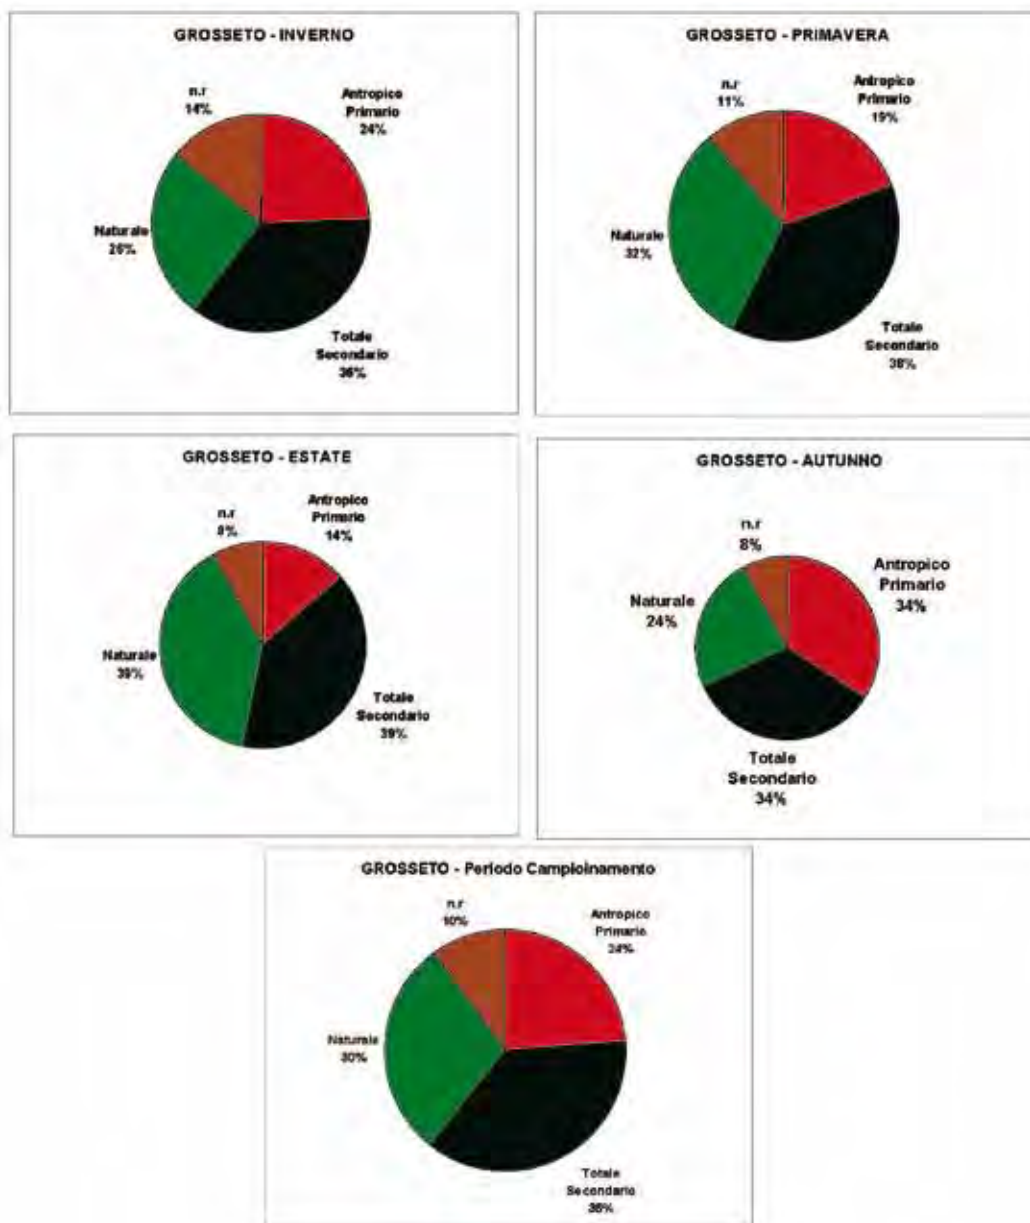 GROSSETO - INVERNO
n.r
14%
Antropico
Primario
24%
Naturale
26%
Totale
Secondario
36%
GROSSETO - PRIMAVERA
n.r
11%
Antropico
Primario
19%
Naturale
32%
Totale
Secondario
38%
GROSSETO - ESTATE
n.r
8%
Antropico
Primario
14%
Naturale
39%
Totale
Secondario
39%
GROSSETO - AUTUNNO
n.r
8%
Antropico
Primario
34%
Naturale
24%
Totale
Secondario
34%
GROSSETO - Periodo Campioinamento
n.r
10%
Antropico
Primario
24%
Naturale
30%
Totale
Secondario
36%